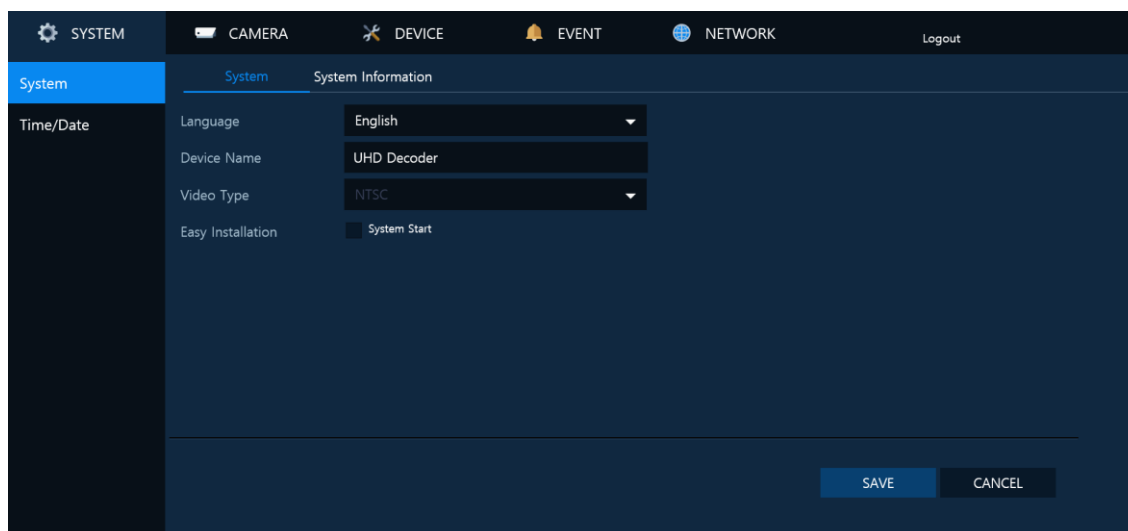 SYSTEM CAMERA DEVICE EVENT NETWORK Logout
System System System Information
Time/Date Language English
Device Name UHD Decoder
Video Type NTSC
Easy Installation System Start
SAVE CANCEL